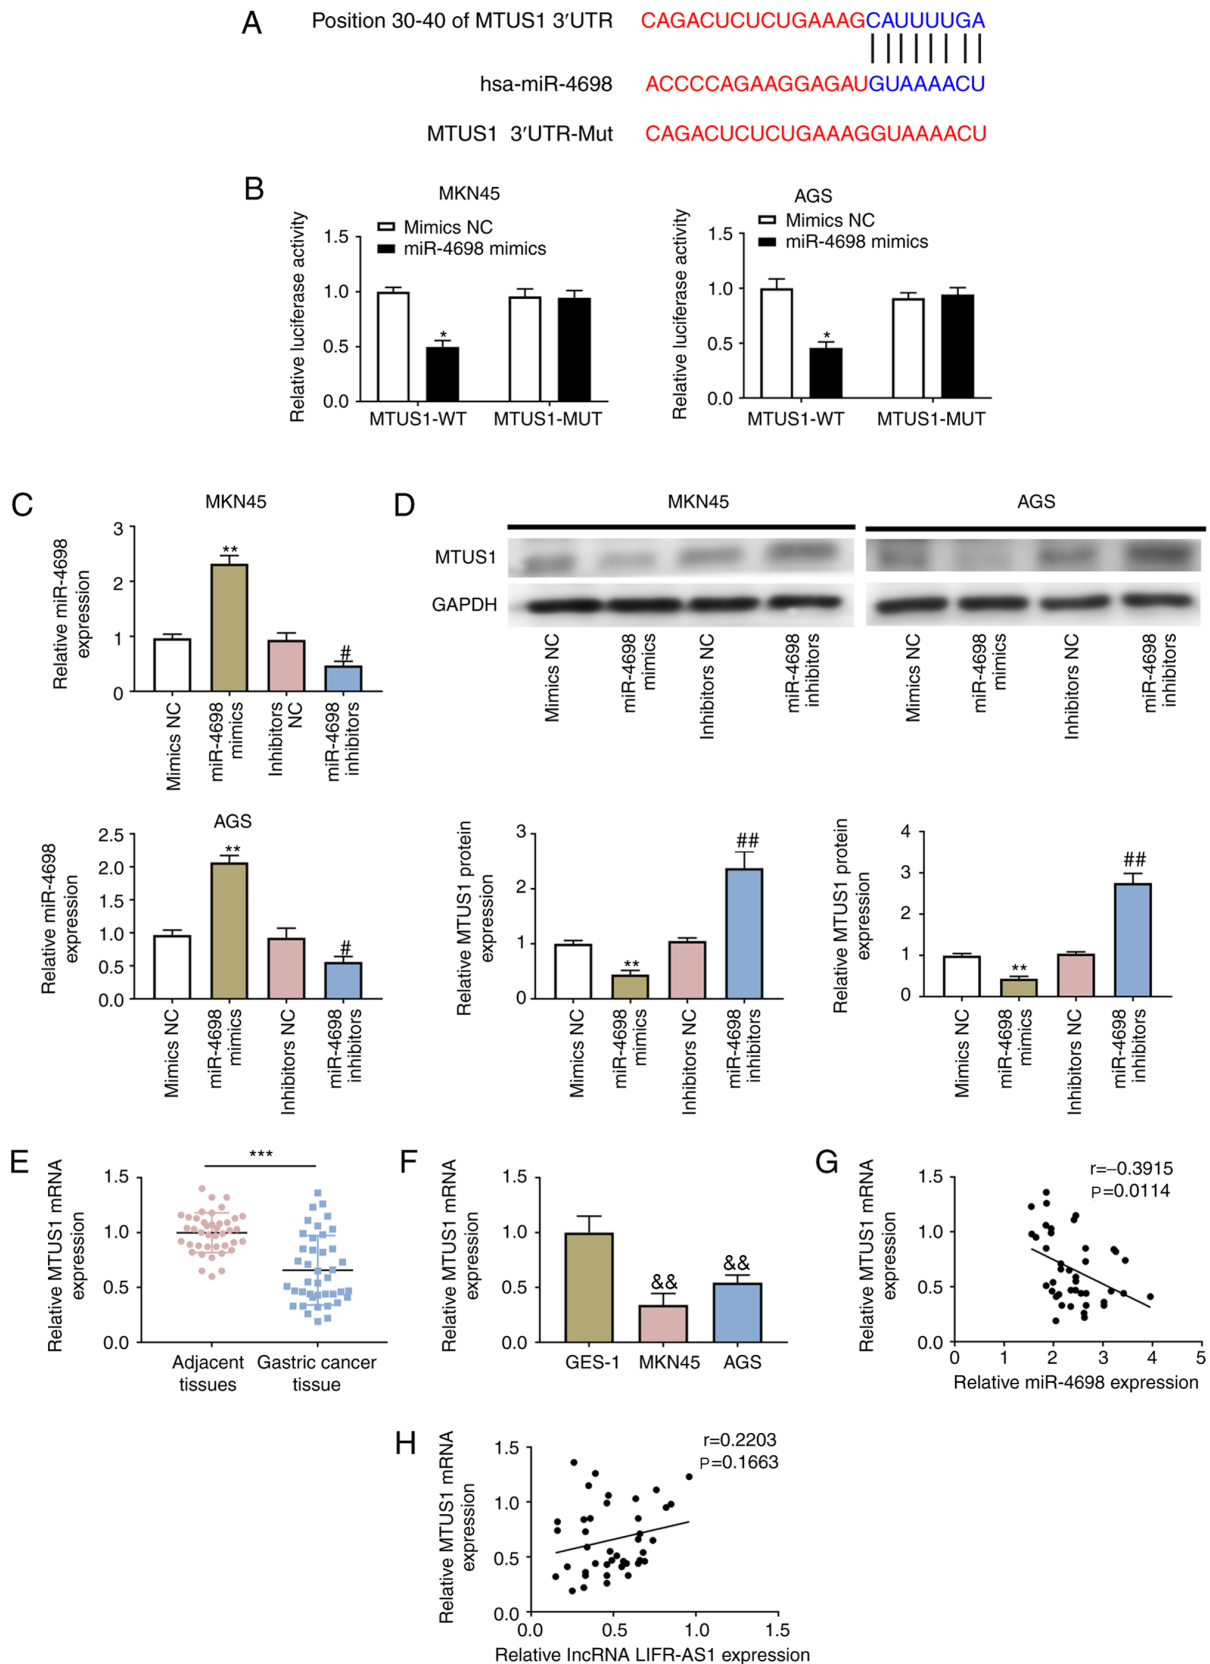 A
Position 30-40 of MTUS1 3′UTR CAGACUCUCUGAAAGCAUUUUGA
hsa-miR-4698 ACCCCAGAAGGAGAUGUAAAACU
MTUS1 3′UTR-Mut CAGACUCUCUGAAAGGUAAAACU
B
MKN45
Mimics NC
miR-4698 mimics
Relative luciferase activity
1.5
1.0
0.5
0.0
*
MTUS1-WT MTUS1-MUT
AGS
Mimics NC
miR-4698 mimics
Relative luciferase activity
1.5
1.0
0.5
0.0
*
MTUS1-WT MTUS1-MUT
C
MKN45
Relative miR-4698
expression
3
2
1
0
**
#
Mimics NC
miR-4698
mimics
Inhibitors
NC
miR-4698
inhibitors
AGS
Relative miR-4698
expression
2.5
2.0
1.5
1.0
0.5
0.0
**
#
Mimics NC
miR-4698
mimics
Inhibitors NC
miR-4698
inhibitors
D
MKN45 AGS
MTUS1
GAPDH
Mimics NC
miR-4698
mimics
Inhibitors NC
miR-4698
inhibitors
Mimics NC
miR-4698
mimics
Inhibitors NC
miR-4698
inhibitors
Relative MTUS1 protein
expression
3
2
1
0
**
##
Mimics NC
miR-4698
mimics
Inhibitors NC
miR-4698
inhibitors
Relative MTUS1 protein
expression
4
3
2
1
0
**
##
Mimics NC
miR-4698
mimics
Inhibitors NC
miR-4698
inhibitors
E
Relative MTUS1 mRNA
expression
1.5
1.0
0.5
0.0
***
Adjacent
tissues
Gastric cancer
tissue
F
Relative MTUS1 mRNA
expression
1.5
1.0
0.5
0.0
&&
&&
GES-1 MKN45 AGS
G
Relative MTUS1 mRNA
expression
1.5
1.0
0.5
0.0
r=−0.3915
P=0.0114
0 1 2 3 4 5
Relative miR-4698 expression
H
Relative MTUS1 mRNA
expression
1.5
1.0
0.5
0.0
r=0.2203
P=0.1663
0.0 0.5 1.0 1.5
Relative lncRNA LIFR-AS1 expression